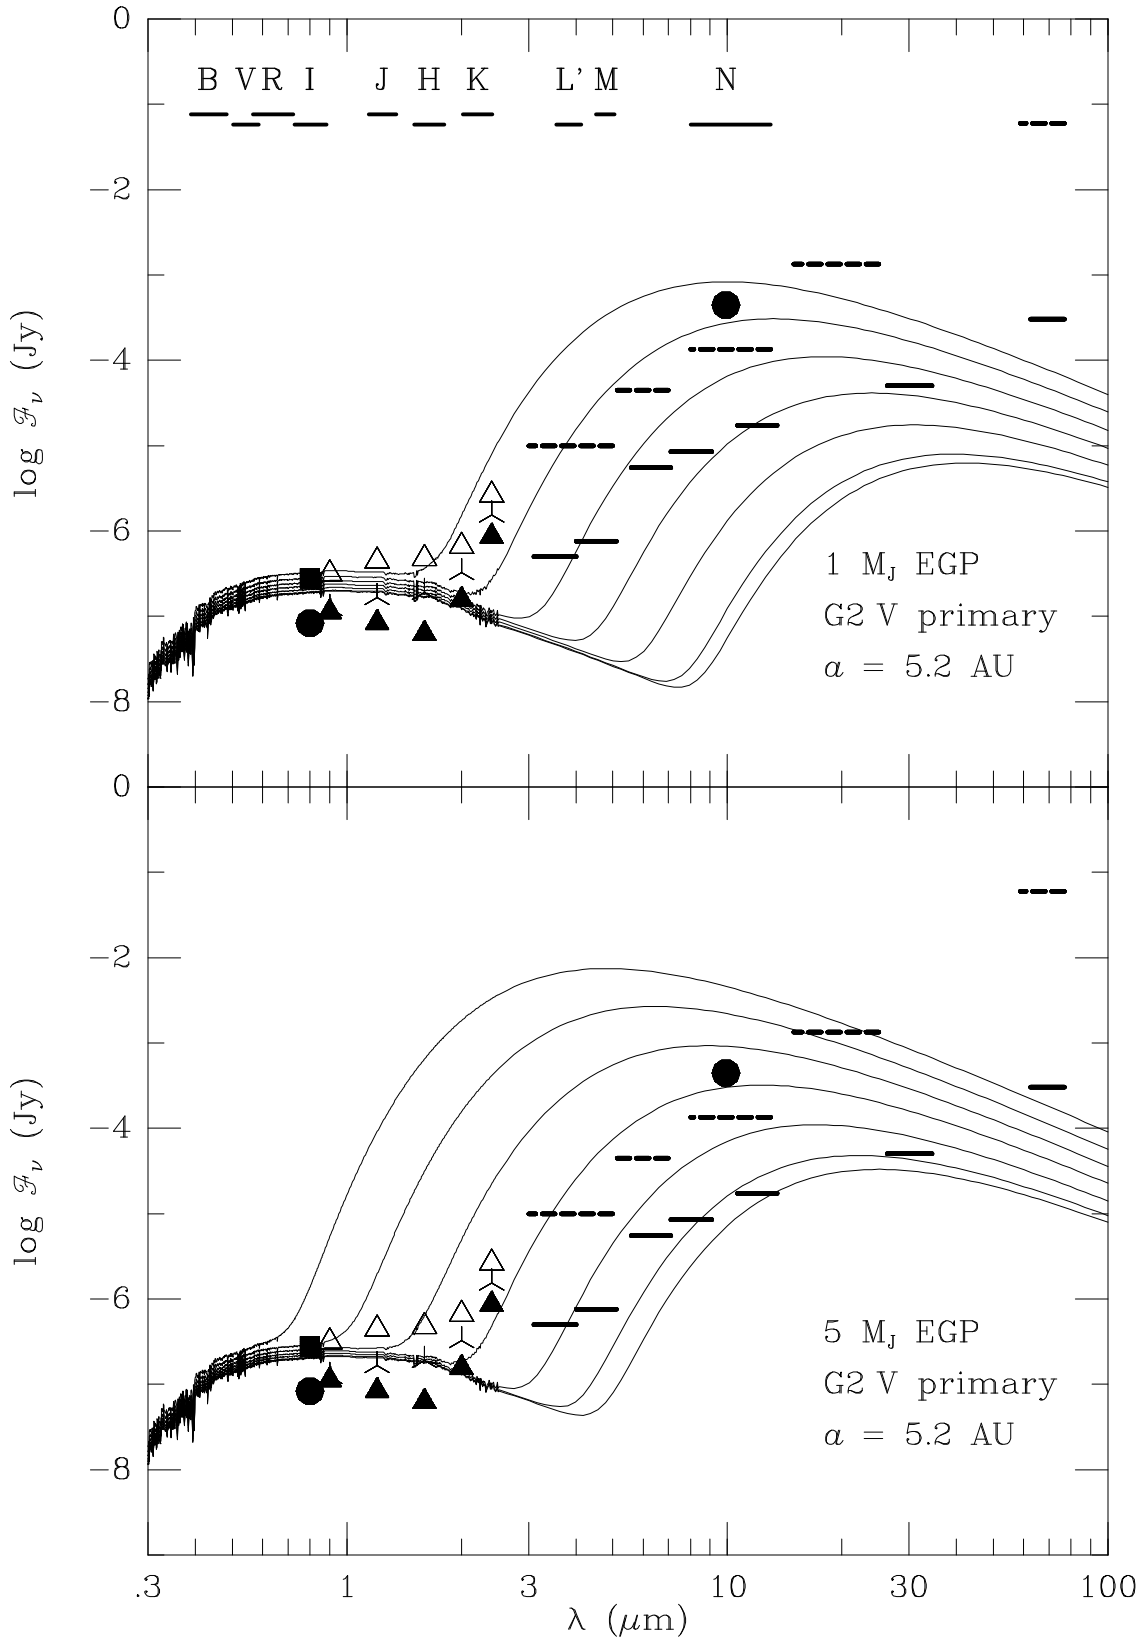 0
B V R I J H K L' M N
−2
−4
−6
−8
log ℱν (Jy)
1 MJ EGP
G2 V primary
a = 5.2 AU
0
−2
−4
−6
−8
log ℱν (Jy)
5 MJ EGP
G2 V primary
a = 5.2 AU
.3 1 3 10 30 100
λ (μm)